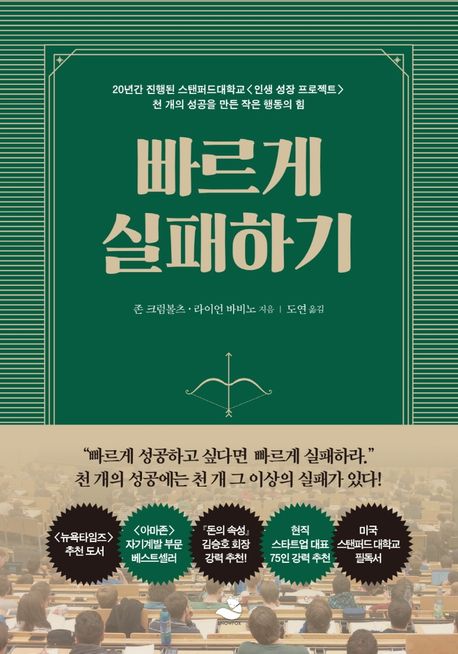 20년간 진행된 스탠퍼드대학교 〈인생 성장 프로젝트〉
천 개의 성공을 만든 작은 행동의 힘
빠르게
실패하기
존 크럼볼츠 · 라이언 바비노 지음 | 도연 옮김
“빠르게 성공하고 싶다면 빠르게 실패하라.”
천 개의 성공에는 천 개 그 이상의 실패가 있다!
〈뉴욕타임즈〉
추천 도서
〈아마존〉
자기계발 부문
베스트셀러
『돈의 속성』
김승호 회장
강력 추천!
현직
스타트업 대표
75인 강력 추천
미국
스탠퍼드 대학교
필독서
SNOWFOX